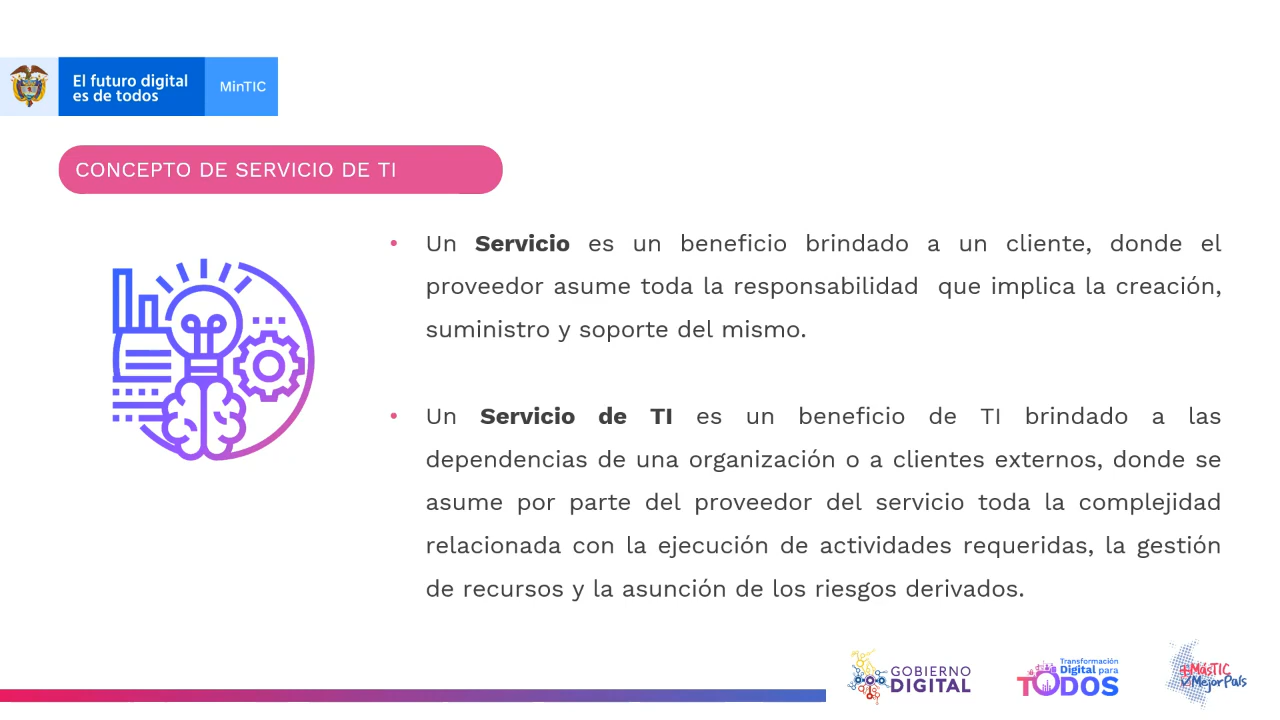 El futuro digital
es de todos
MinTIC
CONCEPTO DE SERVICIO DE TI
• Un Servicio es un beneficio brindado a un cliente, donde el
proveedor asume toda la responsabilidad que implica la creación,
suministro y soporte del mismo.
• Un Servicio de TI es un beneficio de TI brindado a las
dependencias de una organización o a clientes externos, donde se
asume por parte del proveedor del servicio toda la complejidad
relacionada con la ejecución de actividades requeridas, la gestión
de recursos y la asunción de los riesgos derivados.
GOBIERNO
DIGITAL
Transformación
Digital para
TODOS
+MásTIC
MejorPaís